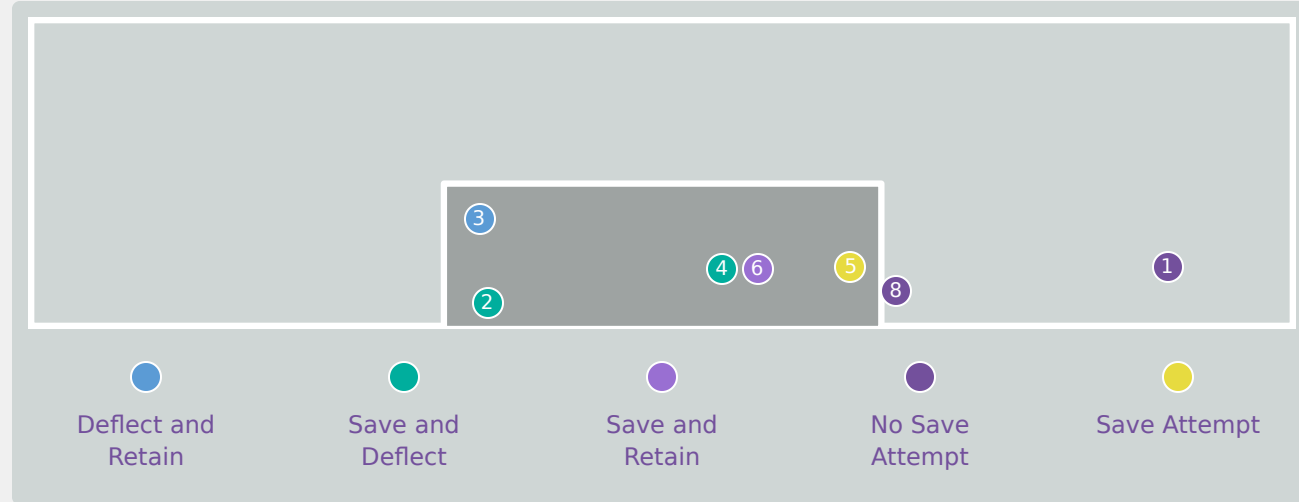 3
4
6
5
1
8
2
Deflect and
Retain
Save and
Deflect
Save and
Retain
No Save
Attempt
Save Attempt